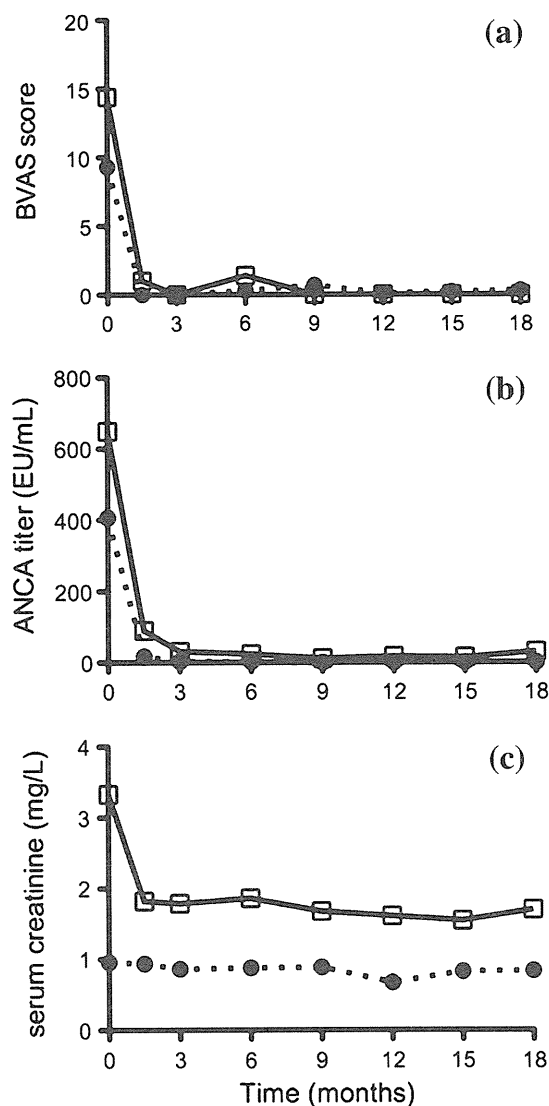 (a)
BVAS score
20
15
10
5
0
0 3 6 9 12 15 18
(b)
ANCA titer (EU/mL)
800
600
400
200
0
0 3 6 9 12 15 18
(c)
serum creatinine (mg/L)
4
3
2
1
0
0 3 6 9 12 15 18
Time (months)